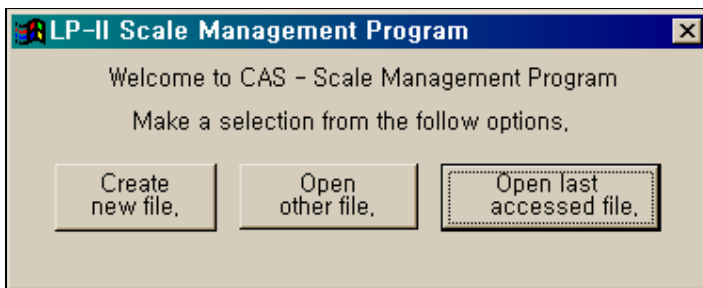 LP-II Scale Management Program
Welcome to CAS - Scale Management Program
Make a selection from the follow options,
Create
new file,
Open
other file,
Open last
accessed file,